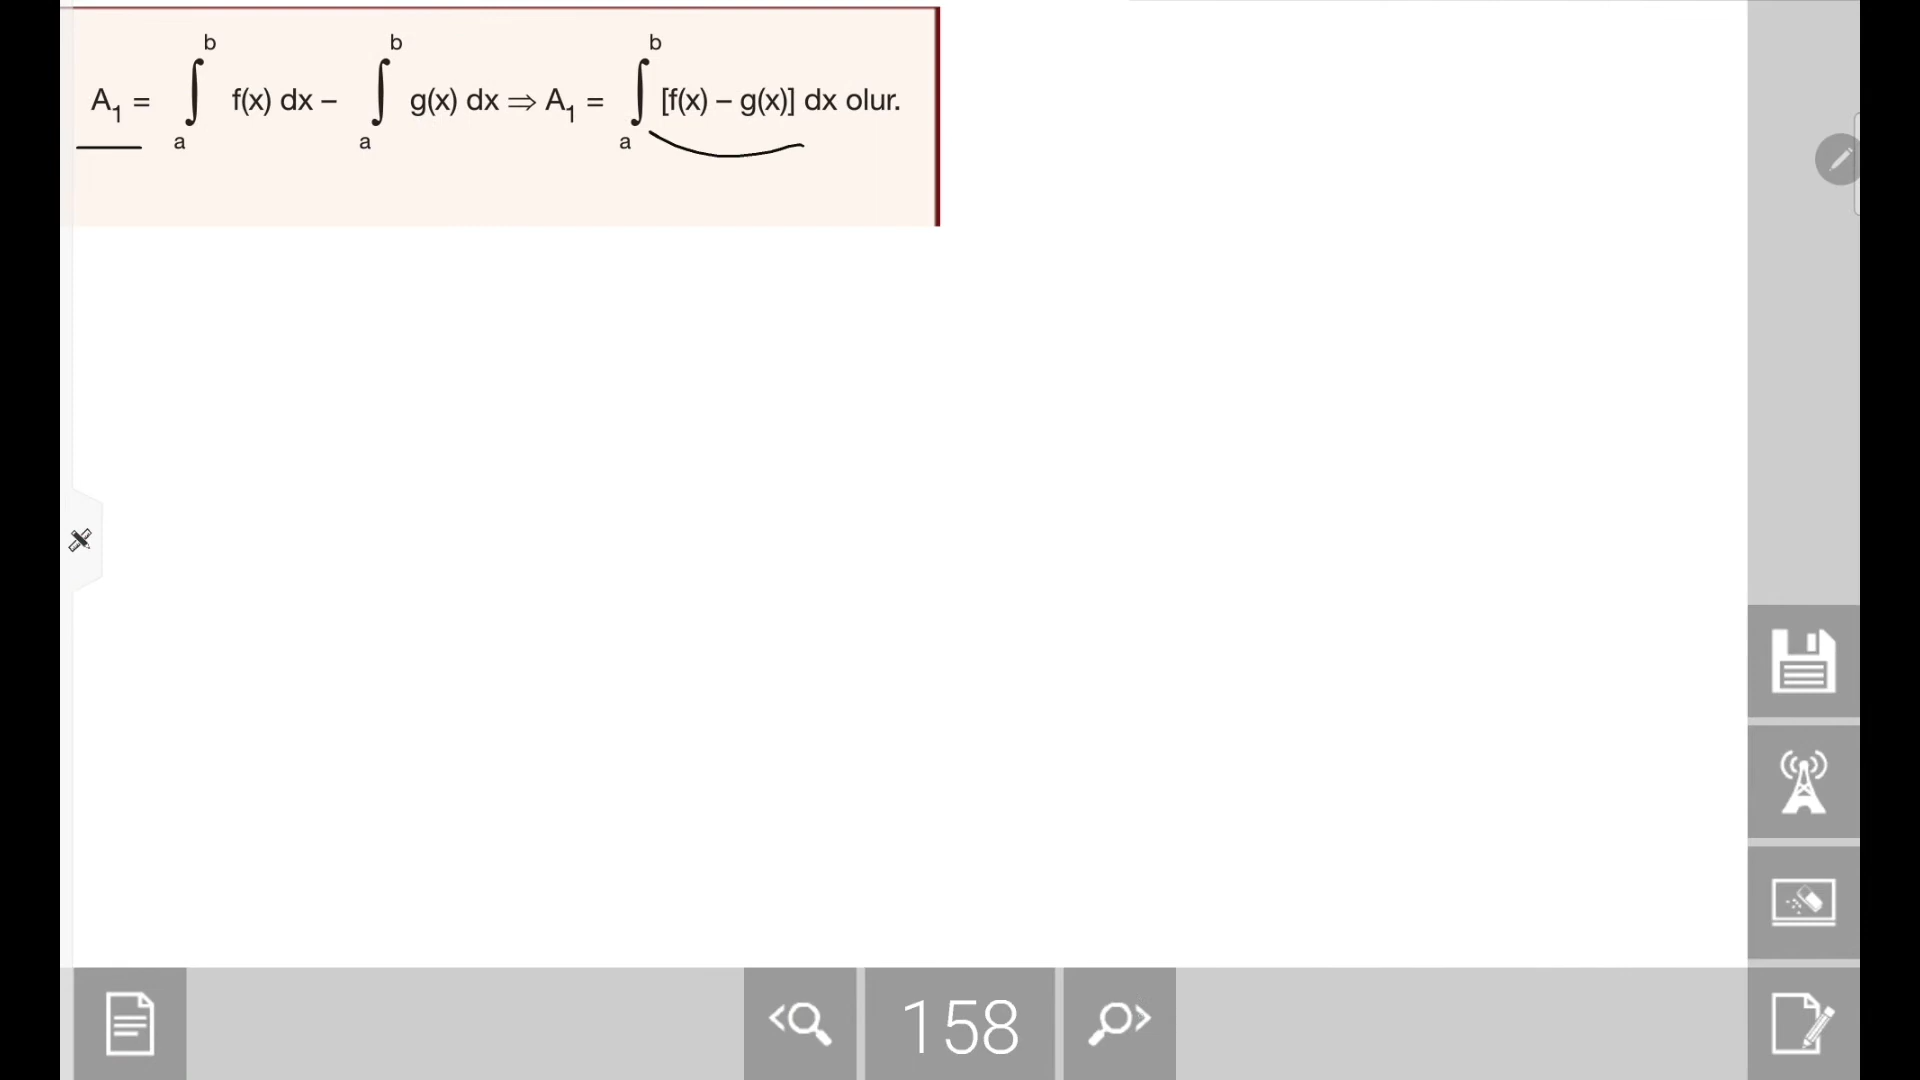 A₁ = ∫ₐᵇ f(x) dx – ∫ₐᵇ g(x) dx ⇒ A₁ = ∫ₐᵇ [f(x) – g(x)] dx olur.
158